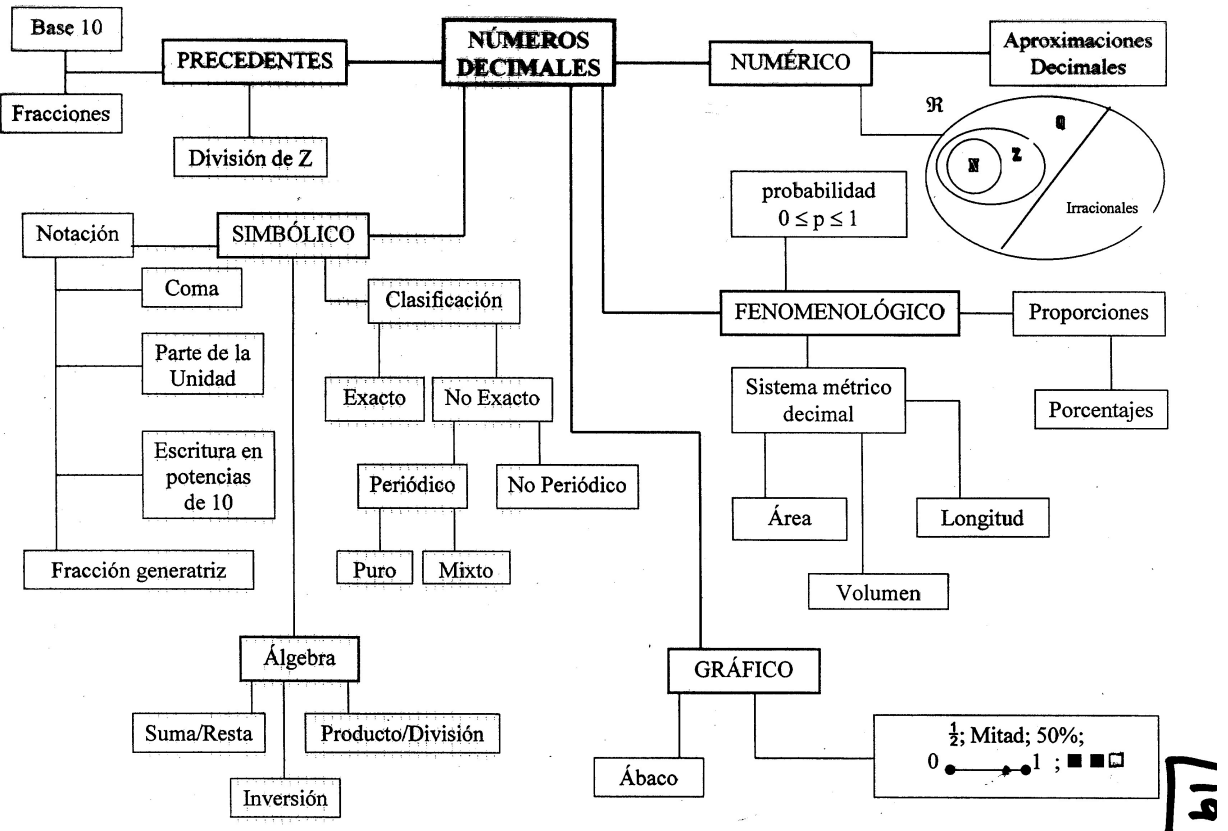 Base 10
NÚMEROS
DECIMALES
PRECEDENTES
NUMÉRICO
Aproximaciones
Decimales
Fracciones
División de Z
ℜ
Q
Z
N
Irracionales
probabilidad
0 ≤ p ≤ 1
Notación
SIMBÓLICO
Coma
Clasificación
FENOMENOLÓGICO
Proporciones
Parte de la
Unidad
Exacto
No Exacto
Sistema métrico
decimal
Porcentajes
Escritura en
potencias
de 10
Periódico
No Periódico
Área
Longitud
Fracción generatriz
Puro
Mixto
Volumen
Álgebra
GRÁFICO
Suma/Resta
Producto/División
½; Mitad; 50%;
0 1 ;
Ábaco
Inversión